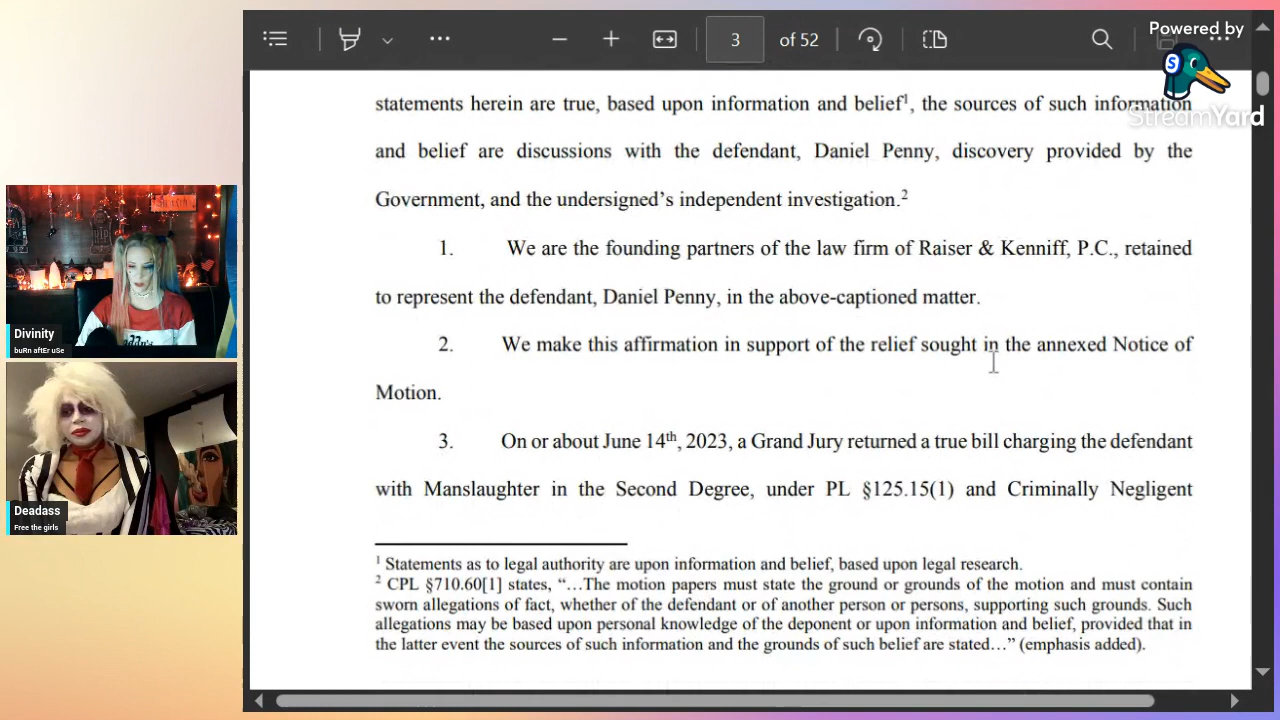 3 of 52
Powered by
S
StreamYard
statements herein are true, based upon information and belief¹, the sources of such information
and belief are discussions with the defendant, Daniel Penny, discovery provided by the
Government, and the undersigned's independent investigation.²
1. We are the founding partners of the law firm of Raiser & Kenniff, P.C., retained
to represent the defendant, Daniel Penny, in the above-captioned matter.
2. We make this affirmation in support of the relief sought in the annexed Notice of
Motion.
3. On or about June 14th, 2023, a Grand Jury returned a true bill charging the defendant
with Manslaughter in the Second Degree, under PL §125.15(1) and Criminally Negligent
¹ Statements as to legal authority are upon information and belief, based upon legal research.
² CPL §710.60[1] states, “…The motion papers must state the ground or grounds of the motion and must contain
sworn allegations of fact, whether of the defendant or of another person or persons, supporting such grounds. Such
allegations may be based upon personal knowledge of the deponent or upon information and belief, provided that in
the latter event the sources of such information and the grounds of such belief are stated…” (emphasis added).
Divinity
buRn aftEr uSe
Deadass
Free the girls